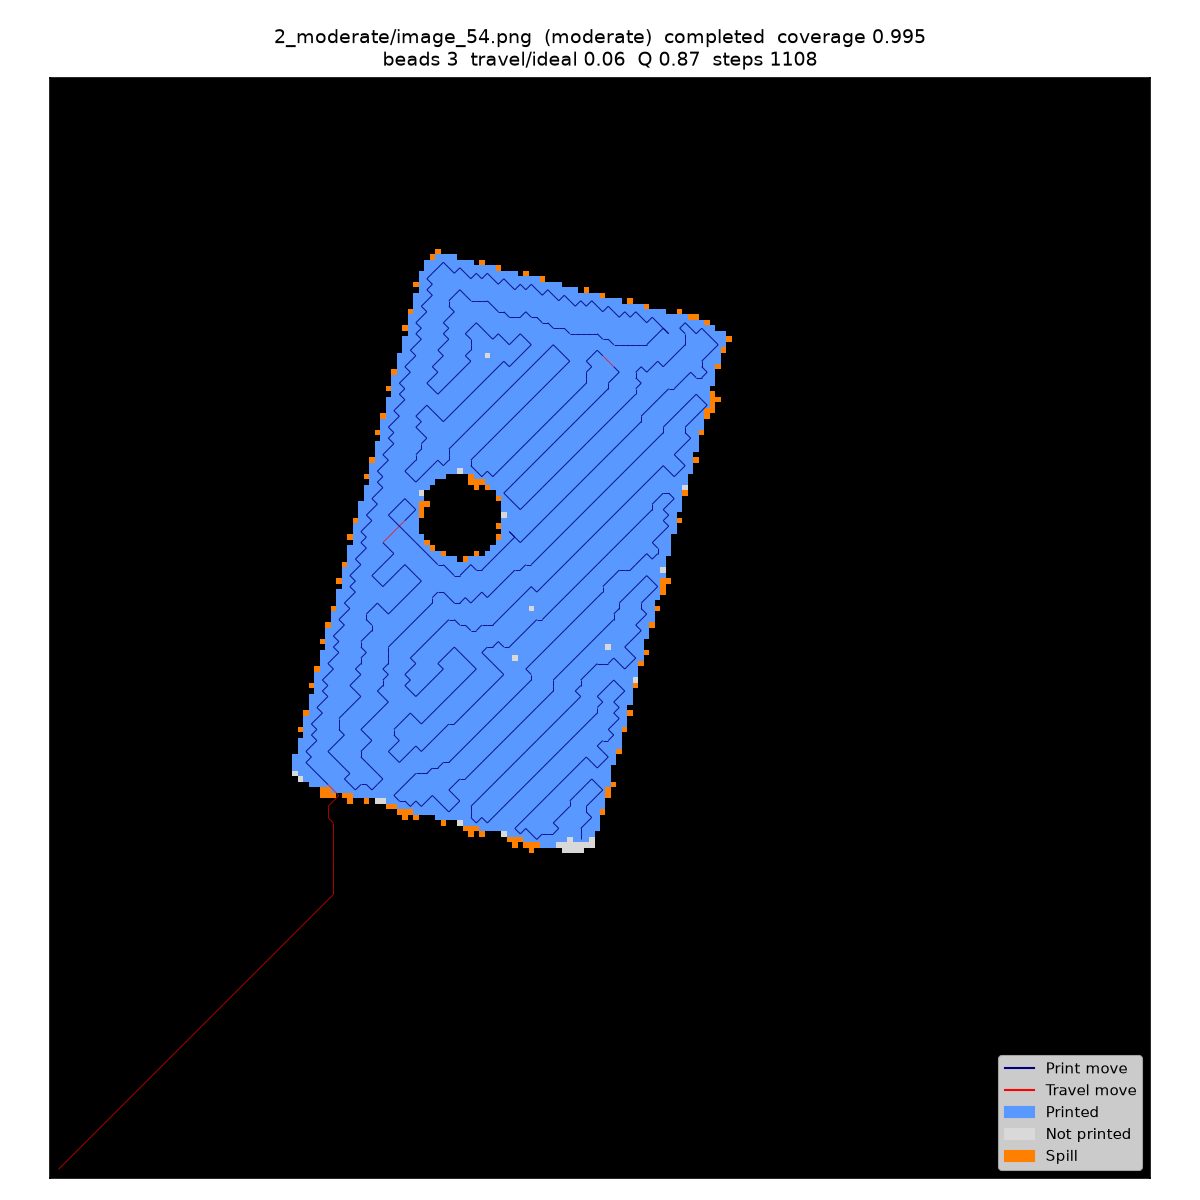 2_moderate/image_54.png  (moderate)  completed  coverage 0.995
beads 3  travel/ideal 0.06  Q 0.87  steps 1108
Print move
Travel move
Printed
Not printed
Spill